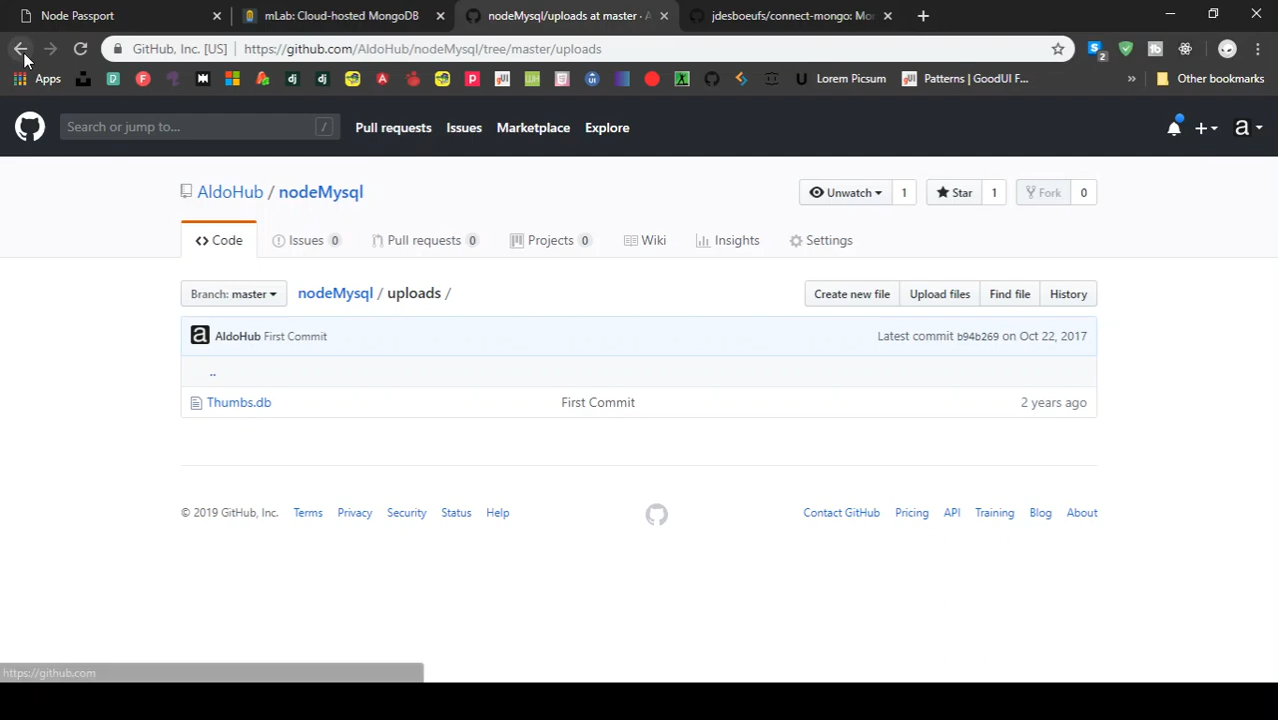 Node Passport
mLab: Cloud-hosted MongoDB
nodeMysql/uploads at master · A
jdesboeufs/connect-mongo: Mo
GitHub, Inc. [US]
https://github.com/AldoHub/nodeMysql/tree/master/uploads
2
Apps
Lorem Picsum
Patterns | GoodUI F...
»
Other bookmarks
Search or jump to...
/
Pull requests
Issues
Marketplace
Explore
AldoHub / nodeMysql
Unwatch 1
Star 1
Fork 0
Code
Issues 0
Pull requests 0
Projects 0
Wiki
Insights
Settings
Branch: master
nodeMysql / uploads /
Create new file
Upload files
Find file
History
AldoHub First Commit
Latest commit b94b269 on Oct 22, 2017
..
Thumbs.db
First Commit
2 years ago
© 2019 GitHub, Inc.
Terms
Privacy
Security
Status
Help
Contact GitHub
Pricing
API
Training
Blog
About
https://github.com